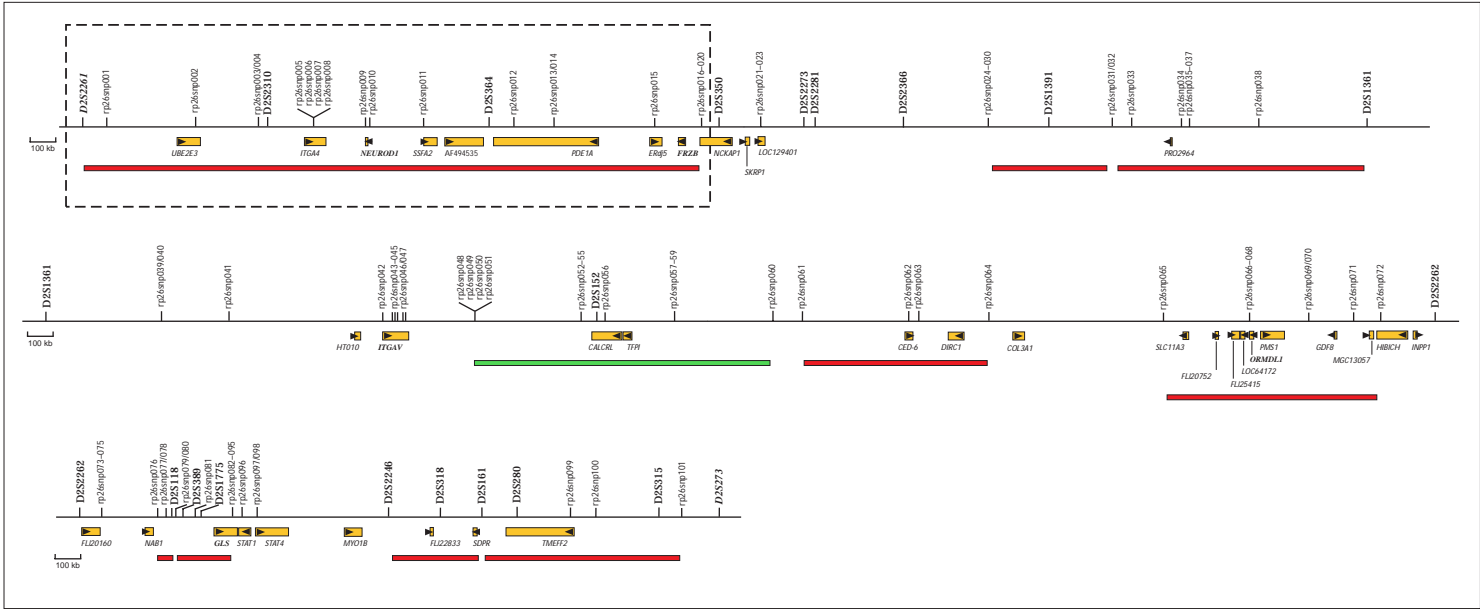 D2S2261
rp26snp001
rp26snp002
rp26snp003/004
D2S2310
rp26snp005
rp26snp006
rp26snp007
rp26snp008
rp26snp009
rp26snp010
rp26snp011
D2S364
rp26snp012
rp26snp013/014
rp26snp015
rp26snp016-020
D2S350
rp26snp021-023
D2S2273
D2S2281
D2S2366
rp26snp024-030
D2S1391
rp26snp031/032
rp26snp033
rp26snp034
rp26snp035-037
rp26snp038
D2S1361
100 kb
UBE2E3
ITGA4
NEUROD1
SSFA2
AF494535
PDE1A
ERdj5
FRZB
NCKAP1
SKRP1
LOC129401
PRO2964
D2S1361
rp26snp039/040
rp26snp041
rp26snp042
rp26snp043-045
rp26snp046/047
rp26snp048
rp26snp049
rp26snp050
rp26snp051
rp26snp052-55
D2S152
rp26snp056
rp26snp057-59
rp26snp060
rp26snp061
rp26snp062
rp26snp063
rp26snp064
rp26snp065
rp26snp066-068
rp26snp069/070
rp26snp071
rp26snp072
D2S2262
100 kb
HT010
ITGAV
CALCRL
TFPI
CED-6
DIRC1
COL3A1
SLC11A3
FLJ20752
FLJ25415
LOC64172
ORMDL1
PMS1
GDF8
MGC13057
HIBICH
INPP1
D2S2262
rp26snp073-075
rp26snp076
rp26snp077/078
D2S118
rp26snp079/080
D2S389
rp26snp081
D2S1775
rp26snp082-095
rp26snp096
rp26snp097/098
D2S2246
D2S318
D2S161
D2S280
rp26snp099
rp26snp100
D2S315
rp26snp101
D2S273
100 kb
FLJ20160
NAB1
GLS
STAT1
STAT4
MYO1B
FLJ22833
SDPR
TMEFF2